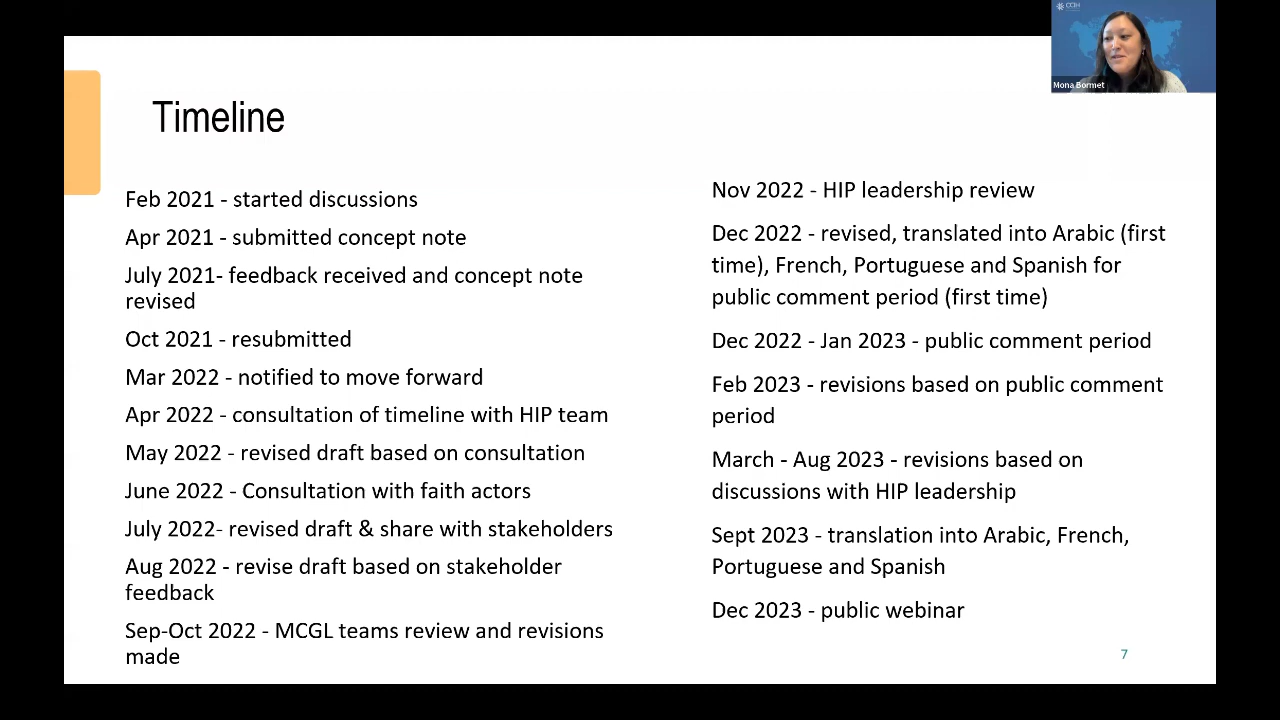 CCIH
Mona Bormet
Timeline
Feb 2021 - started discussions
Apr 2021 - submitted concept note
July 2021- feedback received and concept note
revised
Oct 2021 - resubmitted
Mar 2022 - notified to move forward
Apr 2022 - consultation of timeline with HIP team
May 2022 - revised draft based on consultation
June 2022 - Consultation with faith actors
July 2022- revised draft & share with stakeholders
Aug 2022 - revise draft based on stakeholder
feedback
Sep-Oct 2022 - MCGL teams review and revisions
made
Nov 2022 - HIP leadership review
Dec 2022 - revised, translated into Arabic (first
time), French, Portuguese and Spanish for
public comment period (first time)
Dec 2022 - Jan 2023 - public comment period
Feb 2023 - revisions based on public comment
period
March - Aug 2023 - revisions based on
discussions with HIP leadership
Sept 2023 - translation into Arabic, French,
Portuguese and Spanish
Dec 2023 - public webinar
7